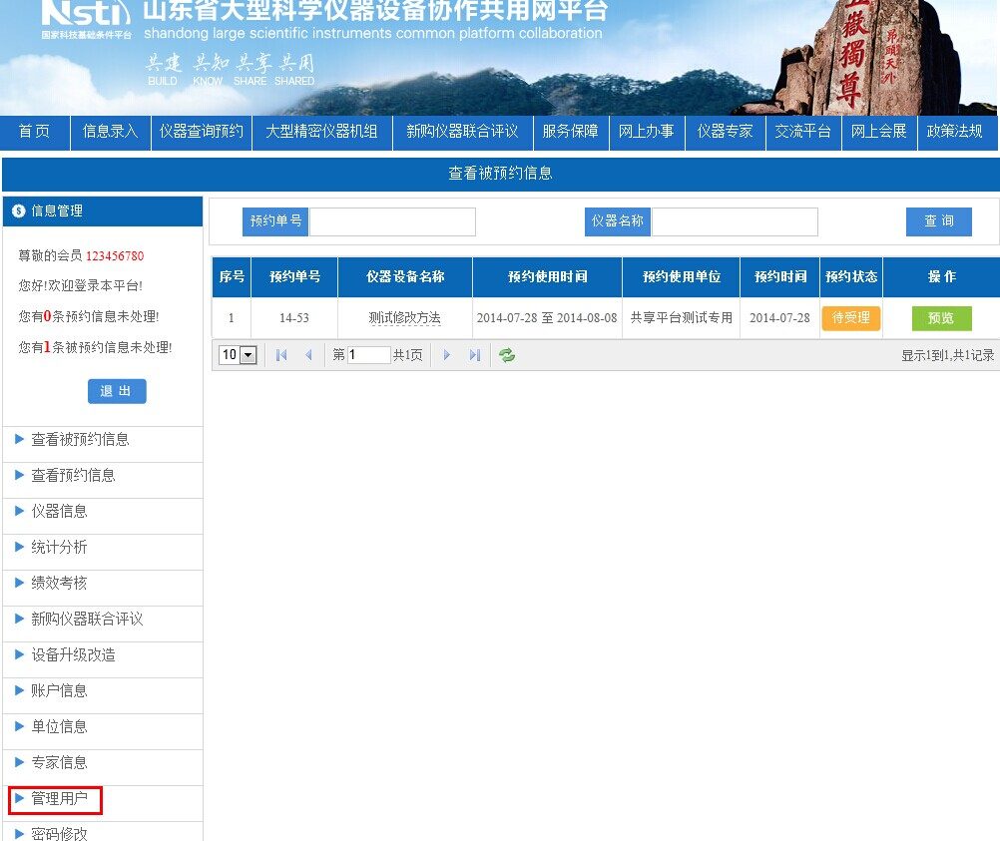 Nsti 山东省大型科学仪器设备协作共用网平台
国家科技基础条件平台 shandong large scientific instruments common platform collaboration
共建 共知 共享 共用
BUILD KNOW SHARE SHARED
獄獨尊
昂頭天外
首 页 信息录入 仪器查询预约 大型精密仪器机组 新购仪器联合评议 服务保障 网上办事 仪器专家 交流平台 网上会展 政策法规
查看被预约信息
信息管理
尊敬的会员 123456780
您好!欢迎登录本平台!
您有0条预约信息未处理!
您有1条被预约信息未处理!
退 出
查看被预约信息
查看预约信息
仪器信息
统计分析
绩效考核
新购仪器联合评议
设备升级改造
账户信息
单位信息
专家信息
管理用户
密码修改
预约单号 仪器名称 查 询
序号 预约单号 仪器设备名称 预约使用时间 预约使用单位 预约时间 预约状态 操 作
1 14-53 测试修改方法 2014-07-28 至 2014-08-08 共享平台测试专用 2014-07-28 待受理 预览
10 第 1 共1页 显示1到1,共1记录